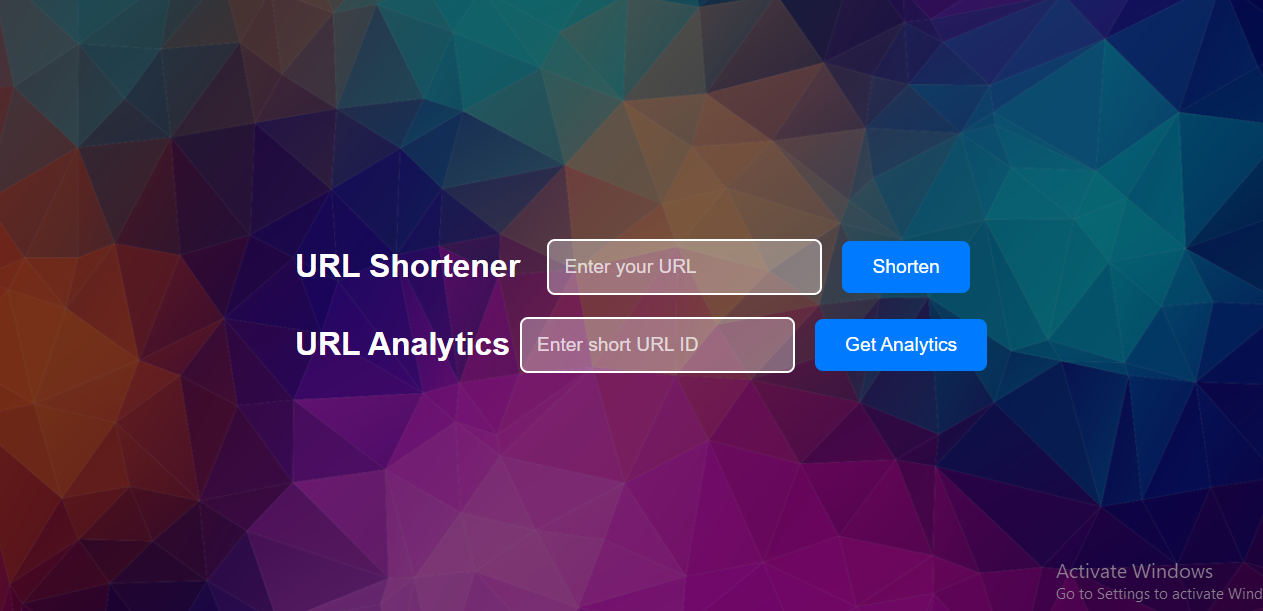 URL Shortener Enter your URL Shorten
URL Analytics Enter short URL ID Get Analytics
Activate Windows
Go to Settings to activate Wind